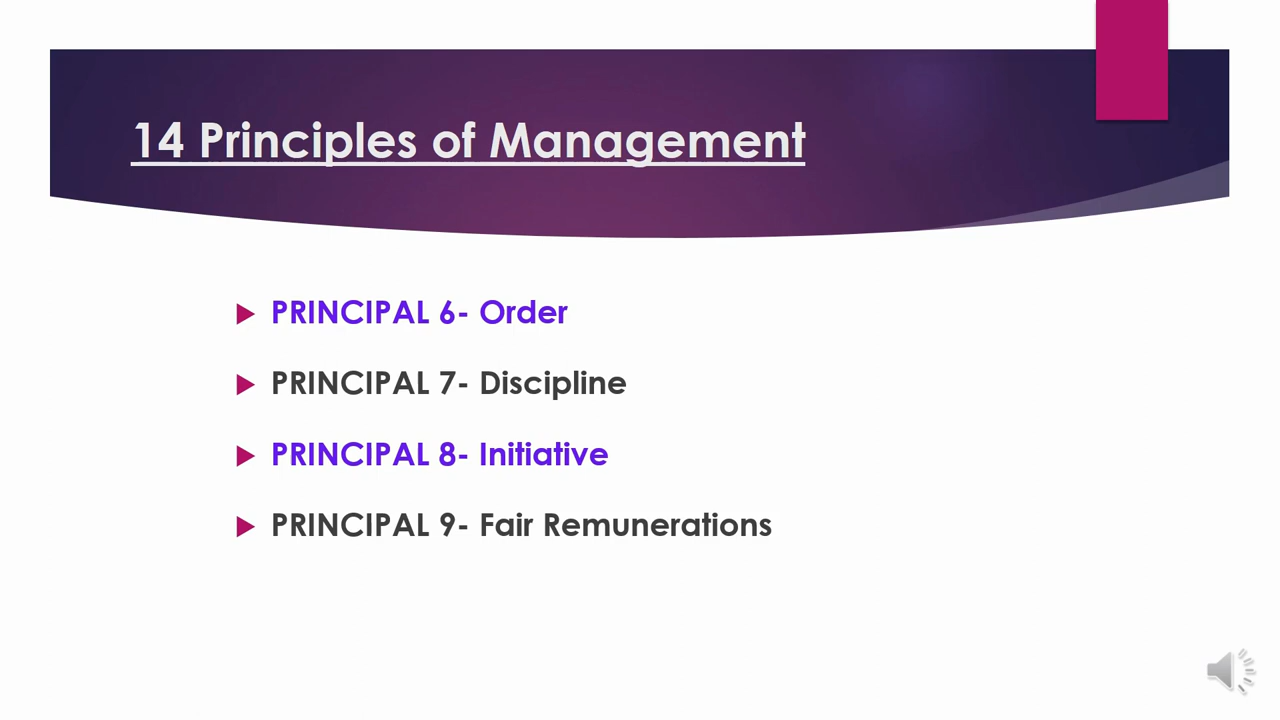 14 Principles of Management
PRINCIPAL 6- Order
PRINCIPAL 7- Discipline
PRINCIPAL 8- Initiative
PRINCIPAL 9- Fair Remunerations